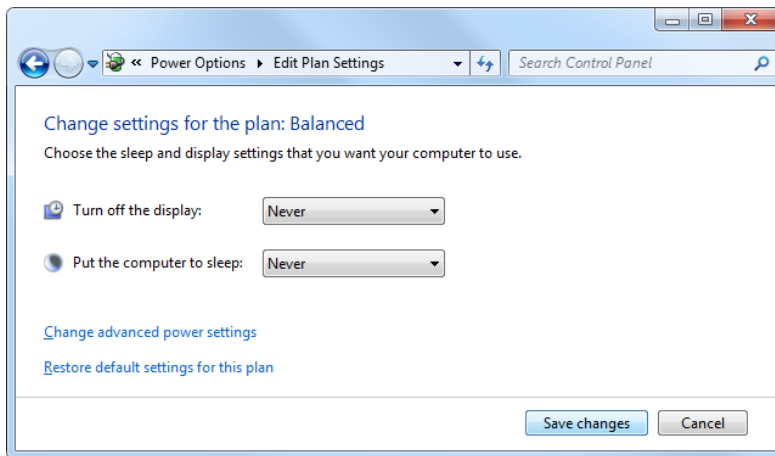 « Power Options ▸ Edit Plan Settings
Search Control Panel
Change settings for the plan: Balanced
Choose the sleep and display settings that you want your computer to use.
Turn off the display: Never
Put the computer to sleep: Never
Change advanced power settings
Restore default settings for this plan
Save changes Cancel